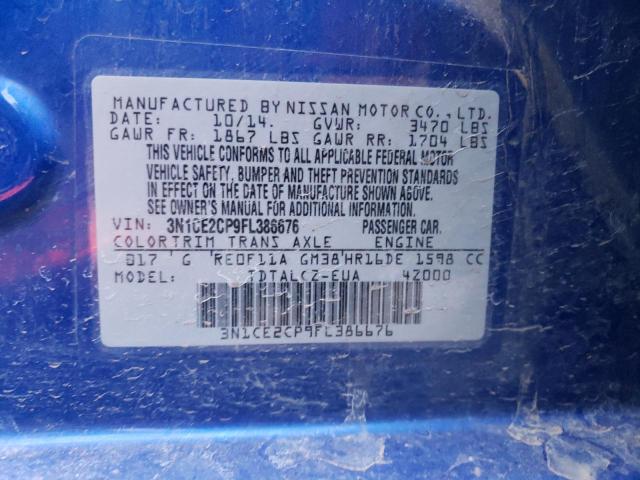 MANUFACTURED BY NISSAN MOTOR CO., LTD.
DATE: 10/14. GVWR: 3470 LBS
GAWR FR: 1867 LBS GAWR RR: 1704 LBS
THIS VEHICLE CONFORMS TO ALL APPLICABLE FEDERAL MOTOR
VEHICLE SAFETY, BUMPER AND THEFT PREVENTION STANDARDS
IN EFFECT ON THE DATE OF MANUFACTURE SHOWN ABOVE.
SEE OWNER'S MANUAL FOR ADDITIONAL INFORMATION.
VIN: 3N1CE2CP9FL386676 PASSENGER CAR.
COLOR TRIM TRANS AXLE ENGINE
B17 G RE0F11A GM38 HR16DE 1598 CC
MODEL: TDTALCZ-EUA 42000
3N1CE2CP9FL386676